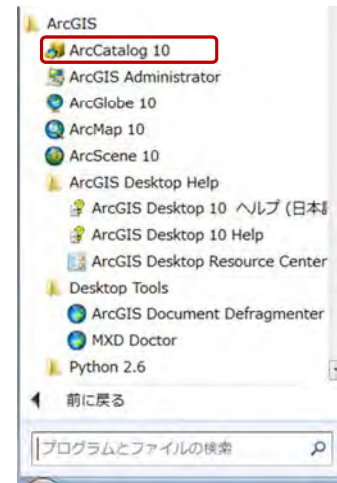 ArcGIS
ArcCatalog 10
ArcGIS Administrator
ArcGlobe 10
ArcMap 10
ArcScene 10
ArcGIS Desktop Help
ArcGIS Desktop 10 ヘルプ (日本
ArcGIS Desktop 10 Help
ArcGIS Desktop Resource Center
Desktop Tools
ArcGIS Document Defragmenter
MXD Doctor
Python 2.6
前に戻る
プログラムとファイルの検索